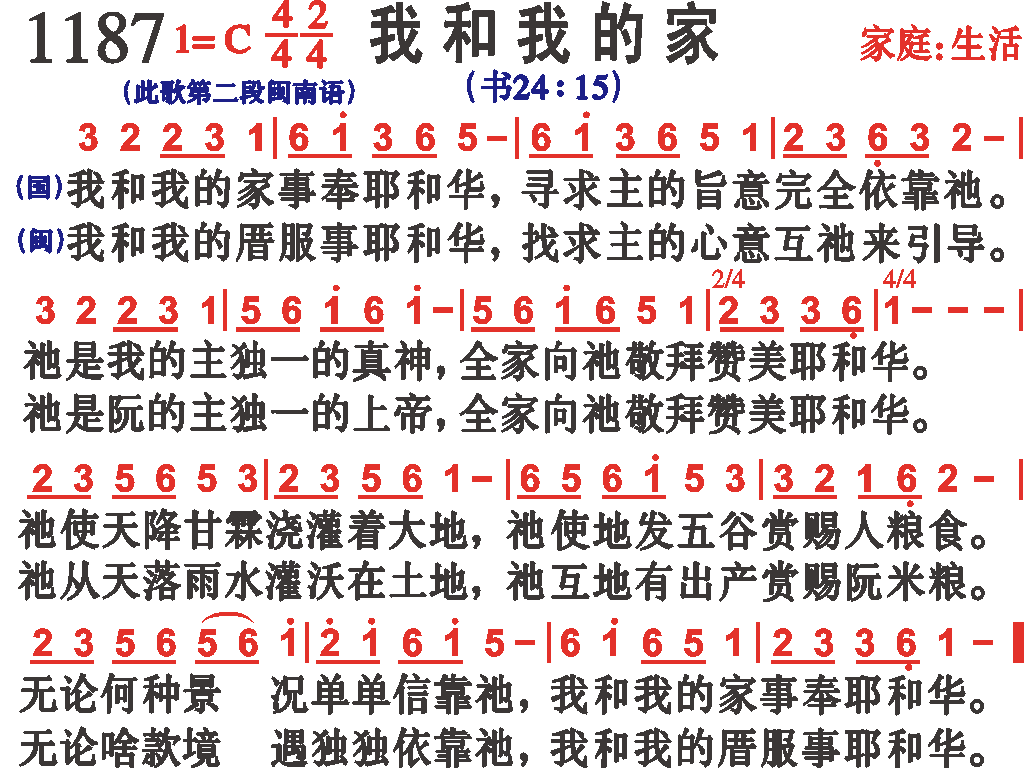 1187 1=C 4/4 2/4 我和我的家 家庭:生活
(此歌第二段闽南语) (书24:15)
3 2 2 3 1|6 i 3 6 5 -|6 i 3 6 5 1|2 3 6 3 2 -|
(国)我和我的家事奉耶和华,寻求主的旨意完全依靠祂。
(闽)我和我的厝服事耶和华,找求主的心意互祂来引导。
3 2 2 3 1|5 6 i 6 i -|5 6 i 6 5 1|2/4 2 3 3 6|4/4 1 - - -|
祂是我的主独一的真神,全家向祂敬拜赞美耶和华。
祂是阮的主独一的上帝,全家向祂敬拜赞美耶和华。
2 3 5 6 5 3|2 3 5 6 1 -|6 5 6 i 5 3|3 2 1 6 2 -|
祂使天降甘霖浇灌着大地,祂使地发五谷赏赐人粮食。
祂从天落雨水灌沃在土地,祂互地有出产赏赐阮米粮。
2 3 5 6 5 6 i|2 i 6 i 5 -|6 i 6 5 1|2 3 3 6 1 -
无论何种景 况单单信靠祂,我和我的家事奉耶和华。
无论啥款境 遇独独依靠祂,我和我的厝服事耶和华。